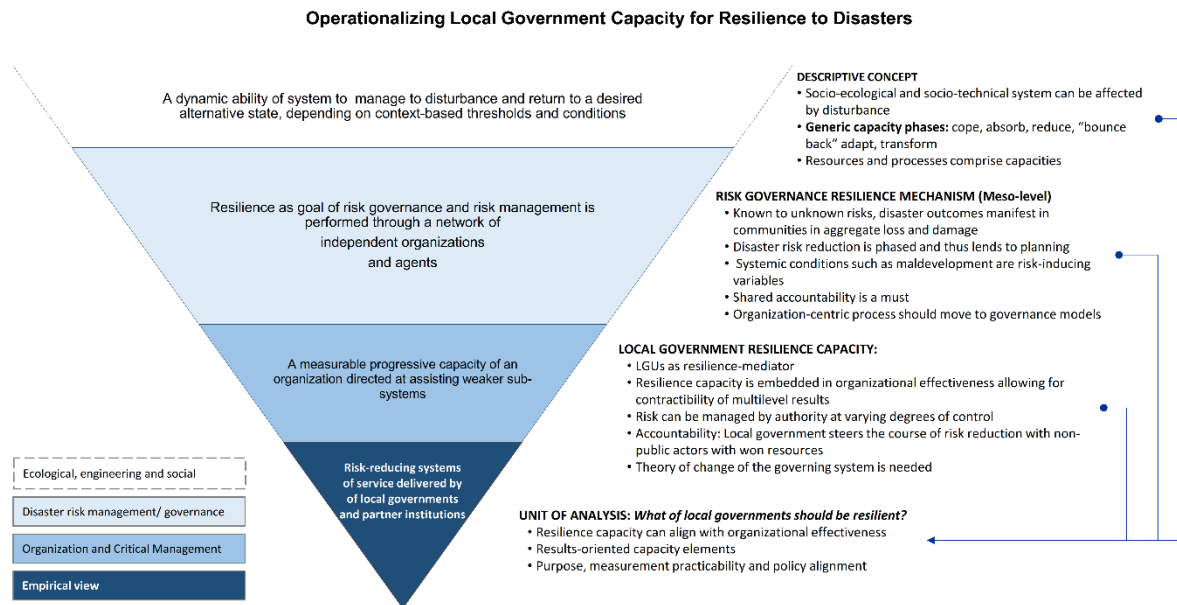 Operationalizing Local Government Capacity for Resilience to Disasters
A dynamic ability of system to manage to disturbance and return to a desired
alternative state, depending on context-based thresholds and conditions
Resilience as goal of risk governance and risk management is
performed through a network of
independent organizations
and agents
A measurable progressive capacity of an
organization directed at assisting weaker sub-
systems
Risk-reducing systems
of service delivered by
of local governments
and partner institutions
DESCRIPTIVE CONCEPT
• Socio-ecological and socio-technical system can be affected
by disturbance
• Generic capacity phases: cope, absorb, reduce, “bounce
back” adapt, transform
• Resources and processes comprise capacities
RISK GOVERNANCE RESILIENCE MECHANISM (Meso-level)
• Known to unknown risks, disaster outcomes manifest in
communities in aggregate loss and damage
• Disaster risk reduction is phased and thus lends to planning
• Systemic conditions such as maldevelopment are risk-inducing
variables
• Shared accountability is a must
• Organization-centric process should move to governance models
LOCAL GOVERNMENT RESILIENCE CAPACITY:
• LGUs as resilience-mediator
• Resilience capacity is embedded in organizational effectiveness allowing for
contractibility of multilevel results
• Risk can be managed by authority at varying degrees of control
• Accountability: Local government steers the course of risk reduction with non-
public actors with won resources
• Theory of change of the governing system is needed
UNIT OF ANALYSIS: What of local governments should be resilient?
• Resilience capacity can align with organizational effectiveness
• Results-oriented capacity elements
• Purpose, measurement practicability and policy alignment
Ecological, engineering and social
Disaster risk management/ governance
Organization and Critical Management
Empirical view